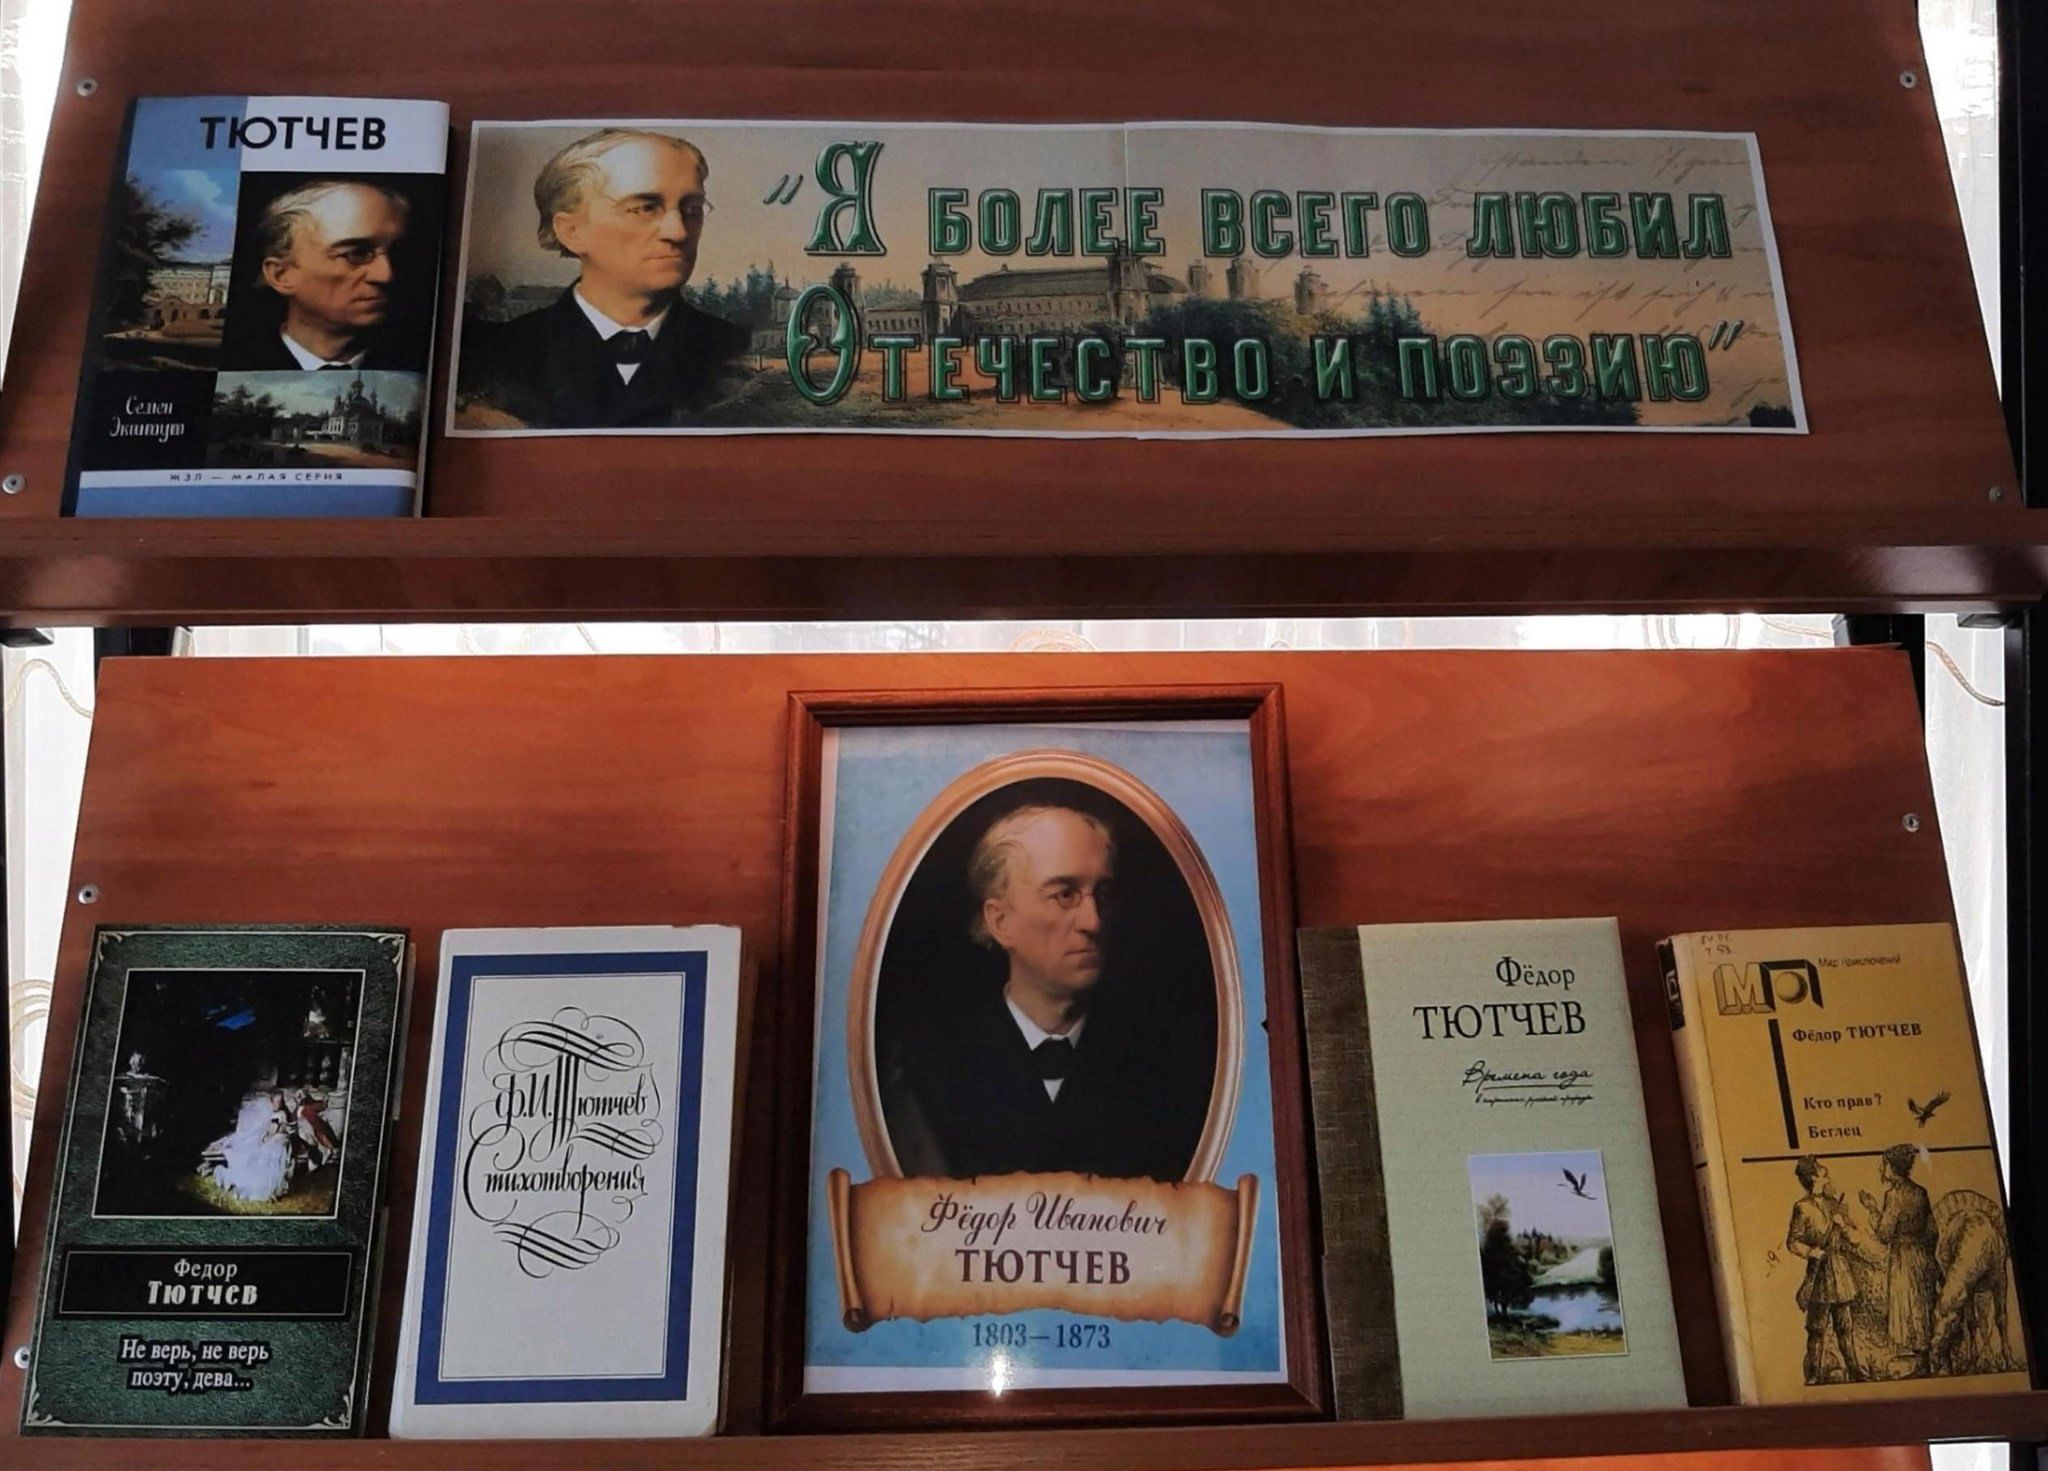 ТЮТЧЕВ
Семен
Экштут
ЖЗЛ — МАЛАЯ СЕРИЯ
"Я БОЛЕЕ ВСЕГО ЛЮБИЛ
ОТЕЧЕСТВО И ПОЭЗИЮ"
Федор
Тютчев
Не верь, не верь
поэту, дева...
Ф.И.Тютчев
Стихотворения
Фёдор Иванович
ТЮТЧЕВ
1803—1873
Фёдор
ТЮТЧЕВ
Времена года
Мир приключений
МП
Фёдор ТЮТЧЕВ
Кто прав?
Беглец